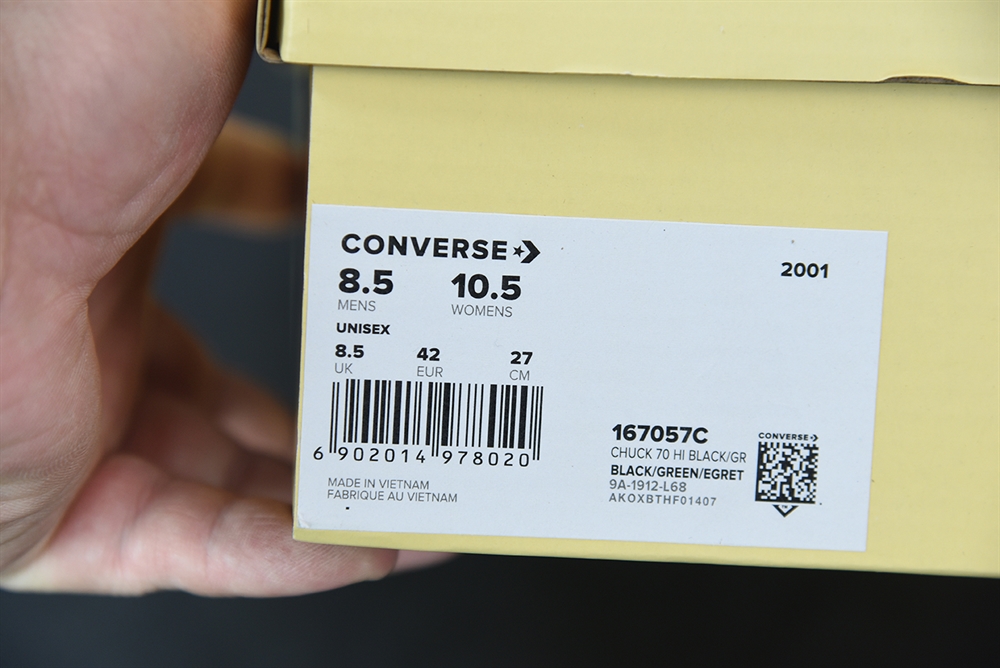 CONVERSE
2001
8.5 10.5
MENS WOMENS
UNISEX
8.5 42 27
UK EUR CM
6 902014 978020
MADE IN VIETNAM
FABRIQUE AU VIETNAM
167057C
CHUCK 70 HI BLACK/GR
BLACK/GREEN/EGRET
9A-1912-L68
AKOXBTHF01407
CONVERSE
TM